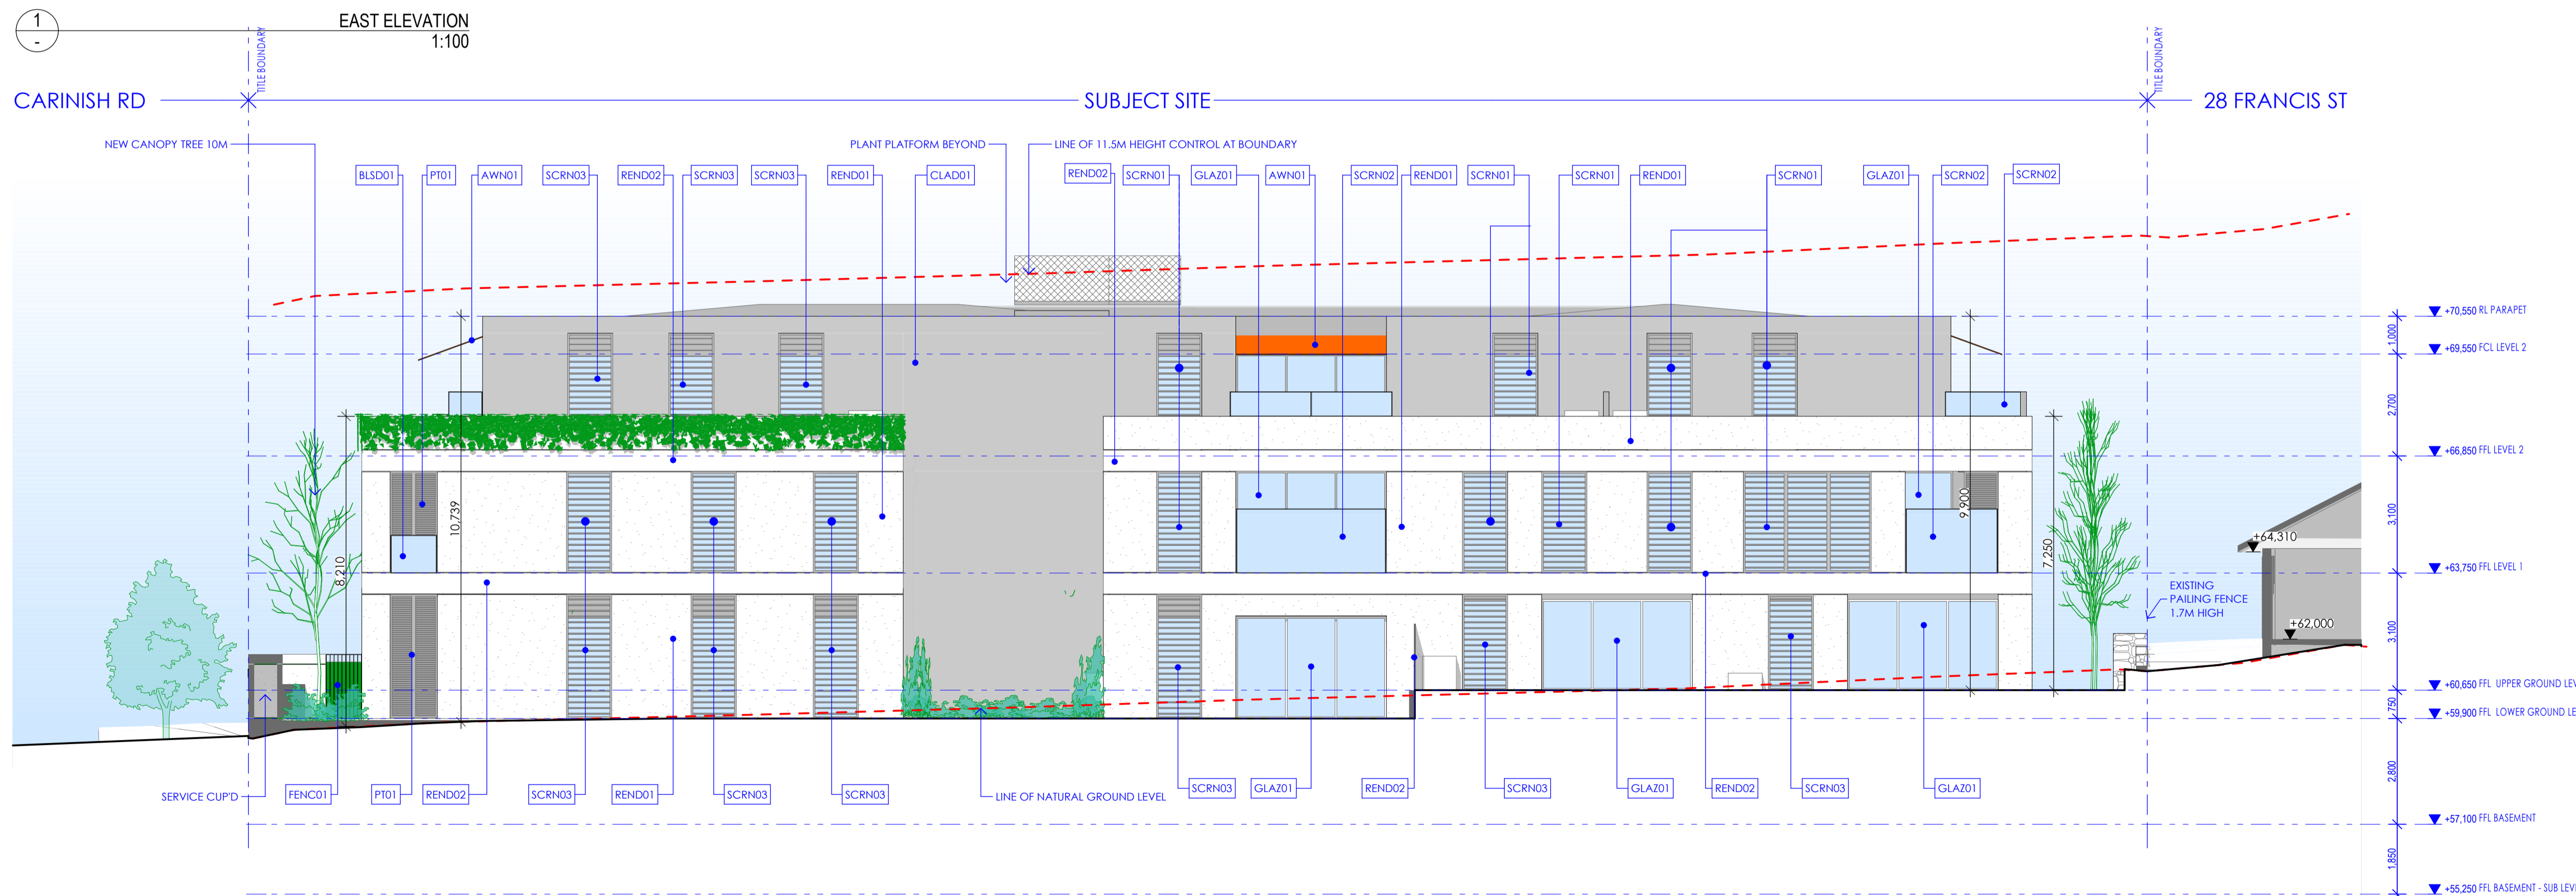 1
-
EAST ELEVATION
1:100
TITLE BOUNDARY
TITLE BOUNDARY
CARINISH RD
SUBJECT SITE
28 FRANCIS ST
NEW CANOPY TREE 10M
PLANT PLATFORM BEYOND
LINE OF 11.5M HEIGHT CONTROL AT BOUNDARY
BLSD01
PT01
AWN01
SCRN03
REND02
SCRN03
SCRN03
REND01
CLAD01
REND02
SCRN01
GLAZ01
AWN01
SCRN02
REND01
SCRN01
SCRN01
REND01
SCRN01
GLAZ01
SCRN02
SCRN02
+70,550 RL PARAPET
1,000
+69,550 FCL LEVEL 2
2,700
+66,850 FFL LEVEL 2
3,100
+63,750 FFL LEVEL 1
3,100
+60,650 FFL UPPER GROUND LEV
750
+59,900 FFL LOWER GROUND LE
2,800
+57,100 FFL BASEMENT
1,850
+55,250 FFL BASEMENT - SUB LEV
8,210
10,739
9,900
7,250
+64,310
+62,000
EXISTING
PAILING FENCE
1.7M HIGH
SERVICE CUP'D
FENC01
PT01
REND02
SCRN03
REND01
SCRN03
SCRN03
LINE OF NATURAL GROUND LEVEL
SCRN03
GLAZ01
REND02
SCRN03
GLAZ01
REND02
SCRN03
GLAZ01